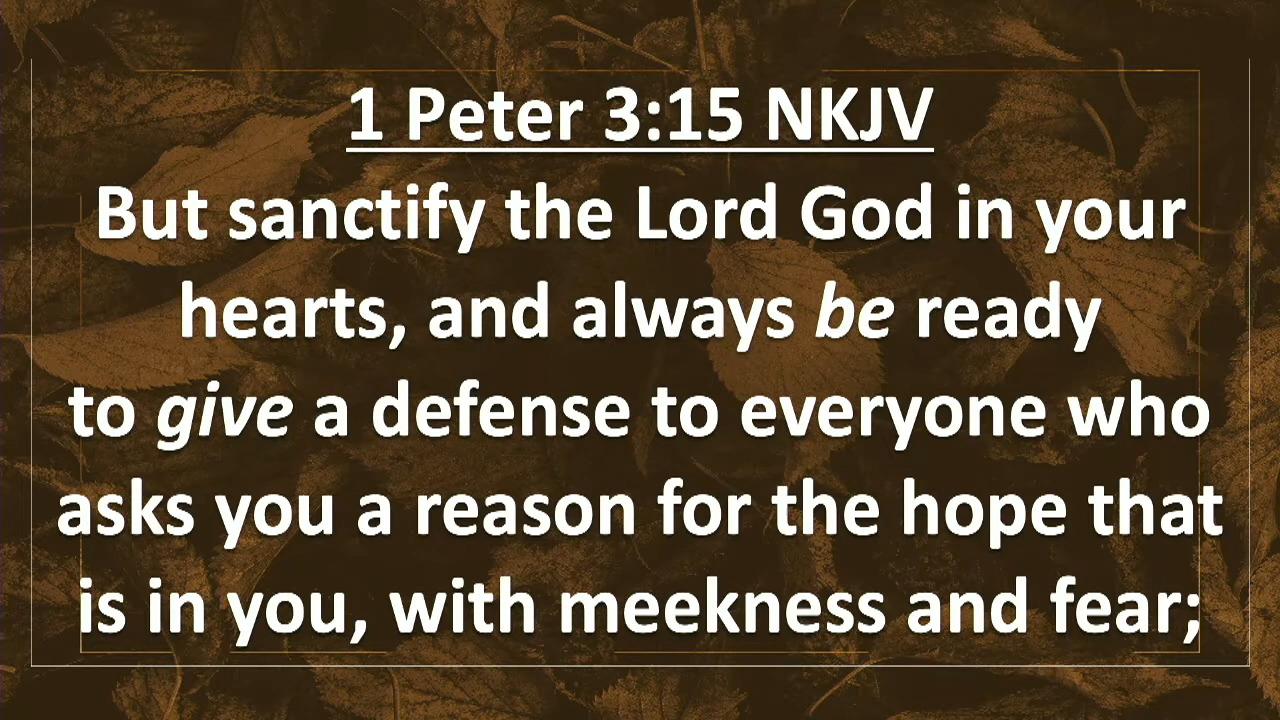 1 Peter 3:15 NKJV
But sanctify the Lord God in your
hearts, and always be ready
to give a defense to everyone who
asks you a reason for the hope that
is in you, with meekness and fear;